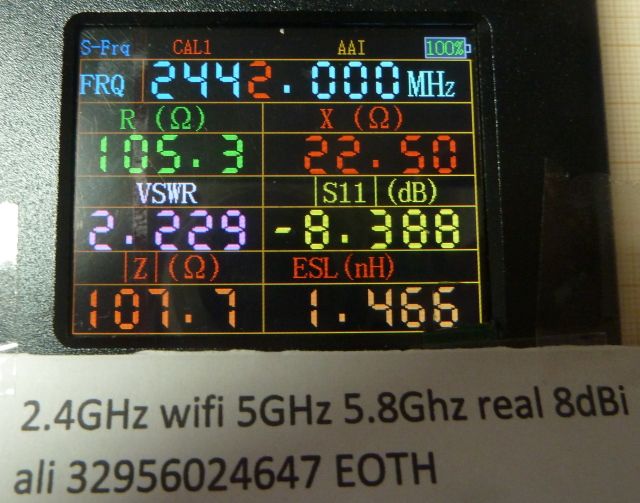 S-Frq CAL1 AAI 100%
FRQ 2442.000 MHz
R (Ω) X (Ω)
105.3 22.50
VSWR |S11|(dB)
2.229 -8.388
|Z|(Ω) ESL(nH)
107.7 1.466
2.4GHz wifi 5GHz 5.8Ghz real 8dBi
ali 32956024647 EOTH